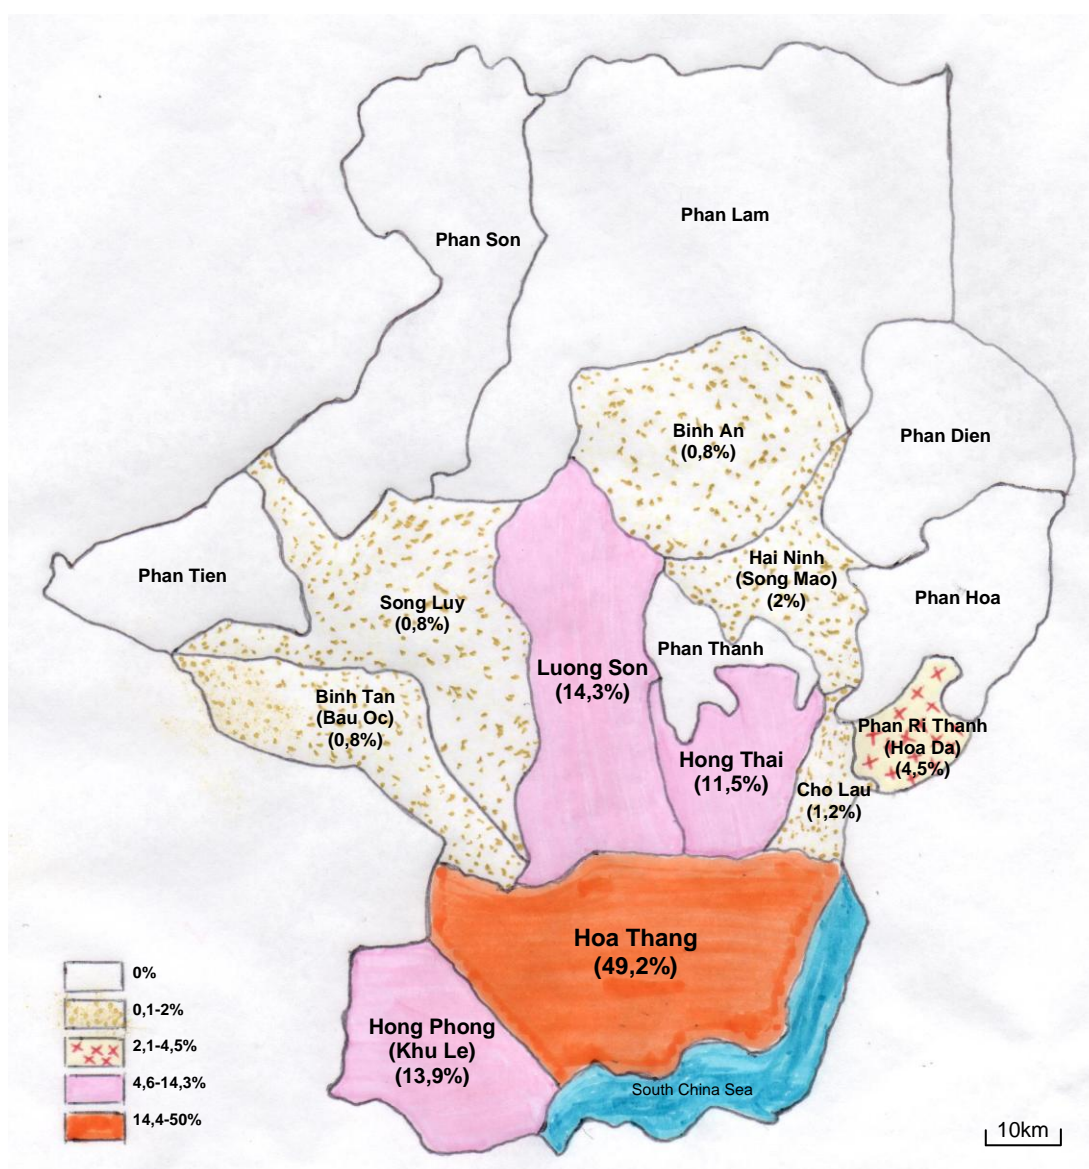 Phan Lam
Phan Son
Binh An
(0,8%)
Phan Dien
Hai Ninh
(Song Mao)
(2%)
Phan Tien
Song Luy
(0,8%)
Phan Hoa
Phan Thanh
Luong Son
(14,3%)
Binh Tan
(Bau Oc)
(0,8%)
Phan Ri Thanh
(Hoa Da)
(4,5%)
Hong Thai
(11,5%)
Cho Lau
(1,2%)
Hoa Thang
(49,2%)
Hong Phong
(Khu Le)
(13,9%)
South China Sea
0%
0,1-2%
2,1-4,5%
4,6-14,3%
14,4-50%
10km